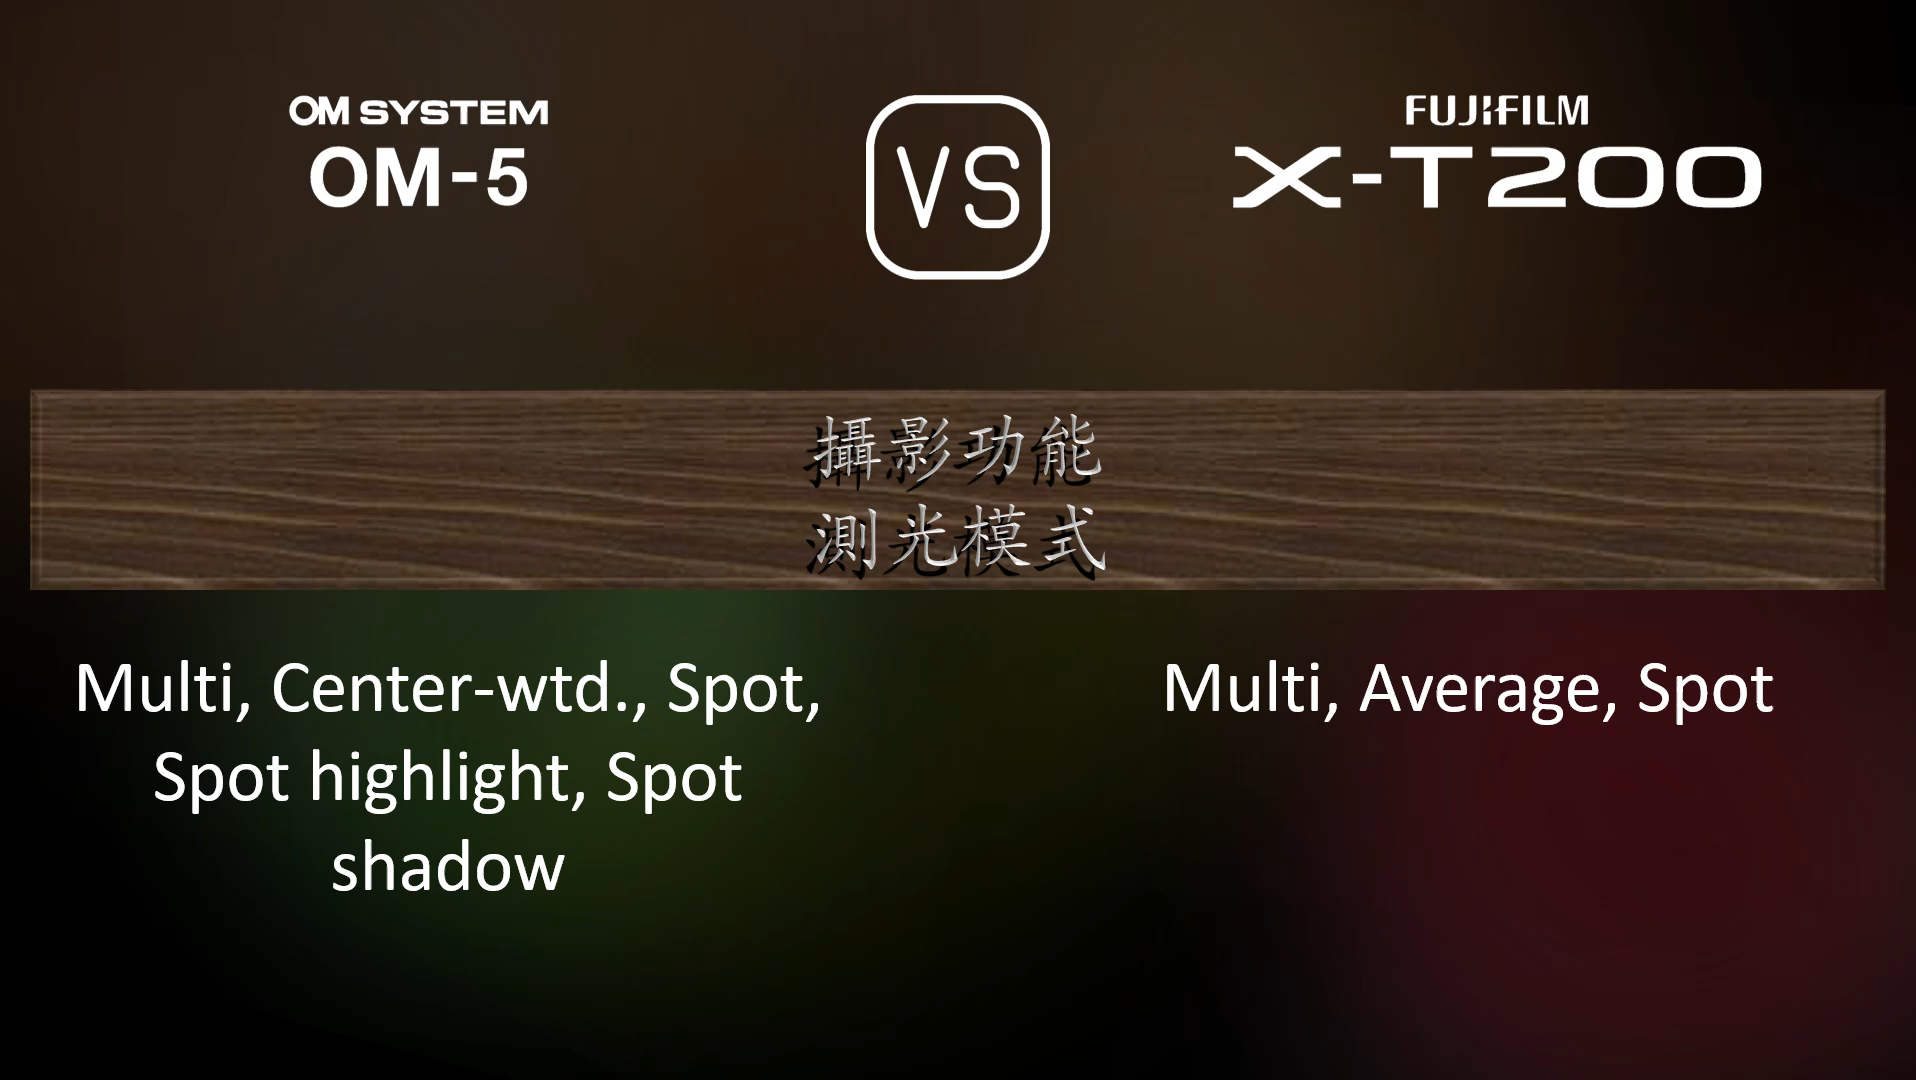 OM SYSTEM
OM-5
VS
FUJIFILM
X-T200
攝影功能
測光模式
Multi, Center-wtd., Spot,
Spot highlight, Spot
shadow
Multi, Average, Spot